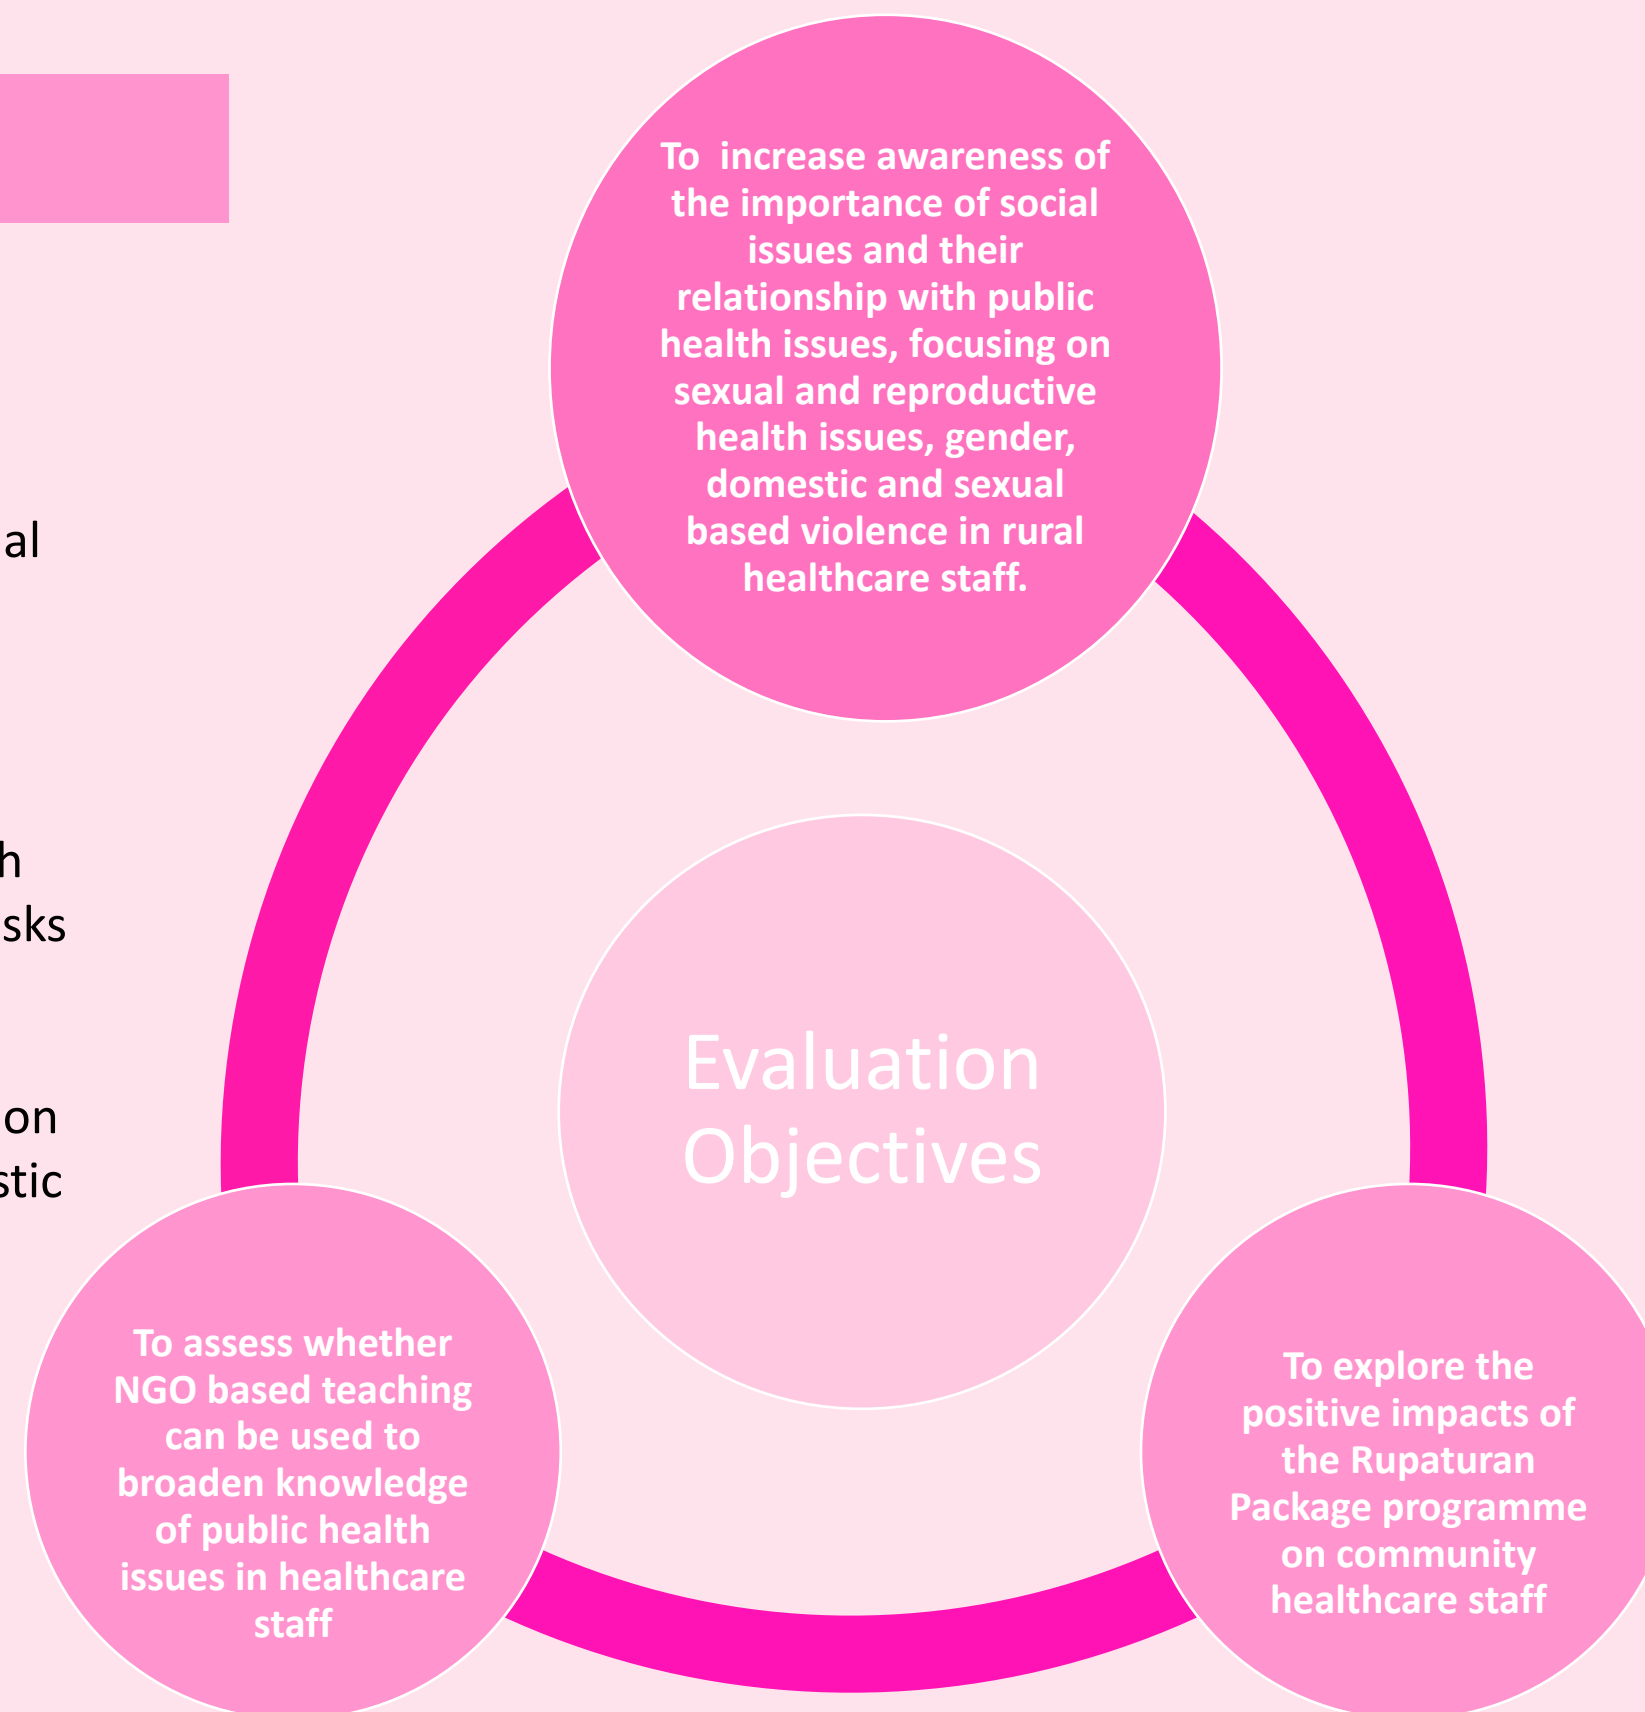 To  increase awareness of
the importance of social
issues and their
relationship with public
health issues, focusing on
sexual and reproductive
health issues, gender,
domestic and sexual
based violence in rural
healthcare staff.
al
h
sks
on
stic
Evaluation
Objectives
To assess whether
NGO based teaching
can be used to
broaden knowledge
of public health
issues in healthcare
staff
To explore the
positive impacts of
the Rupaturan
Package programme
on community
healthcare staff